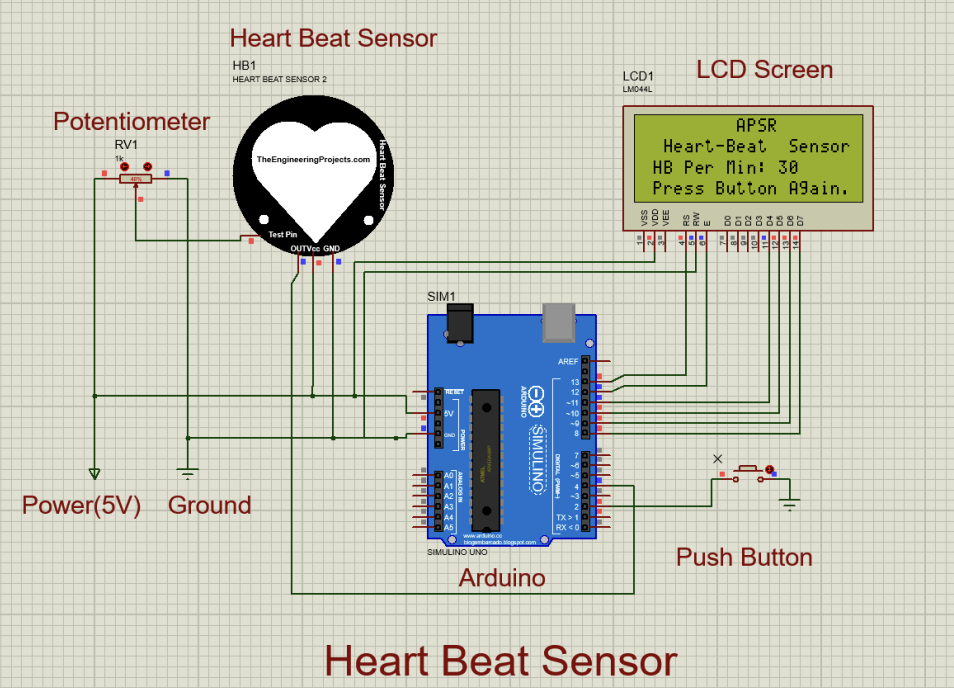 Heart Beat Sensor
HB1
HEART BEAT SENSOR 2
LCD1
LM044L
LCD Screen
APSR
Heart-Beat Sensor
HB Per Min: 30
Press Button Again.
VSS
VDD
VEE
RS
RW
E
D0
D1
D2
D3
D4
D5
D6
D7
1
2
3
4
5
6
7
8
9
10
11
12
13
14
Potentiometer
RV1
1k
48%
TheEngineeringProjects.com
Heart Beat Sensor
Test Pin
OUT Vcc GND
SIM1
AREF
13
12
~11
~10
~9
8
7
~6
~5
4
~3
2
TX > 1
RX < 0
RESET
5V
GND
POWER
A0
A1
A2
A3
A4
A5
ANALOG IN
ARDUINO
SIMULINO
DIGITAL (PWM~)
www.arduino.cc
blogembarcado.blogspot.com
SIMULINO UNO
Arduino
Power(5V)
Ground
Push Button
Heart Beat Sensor